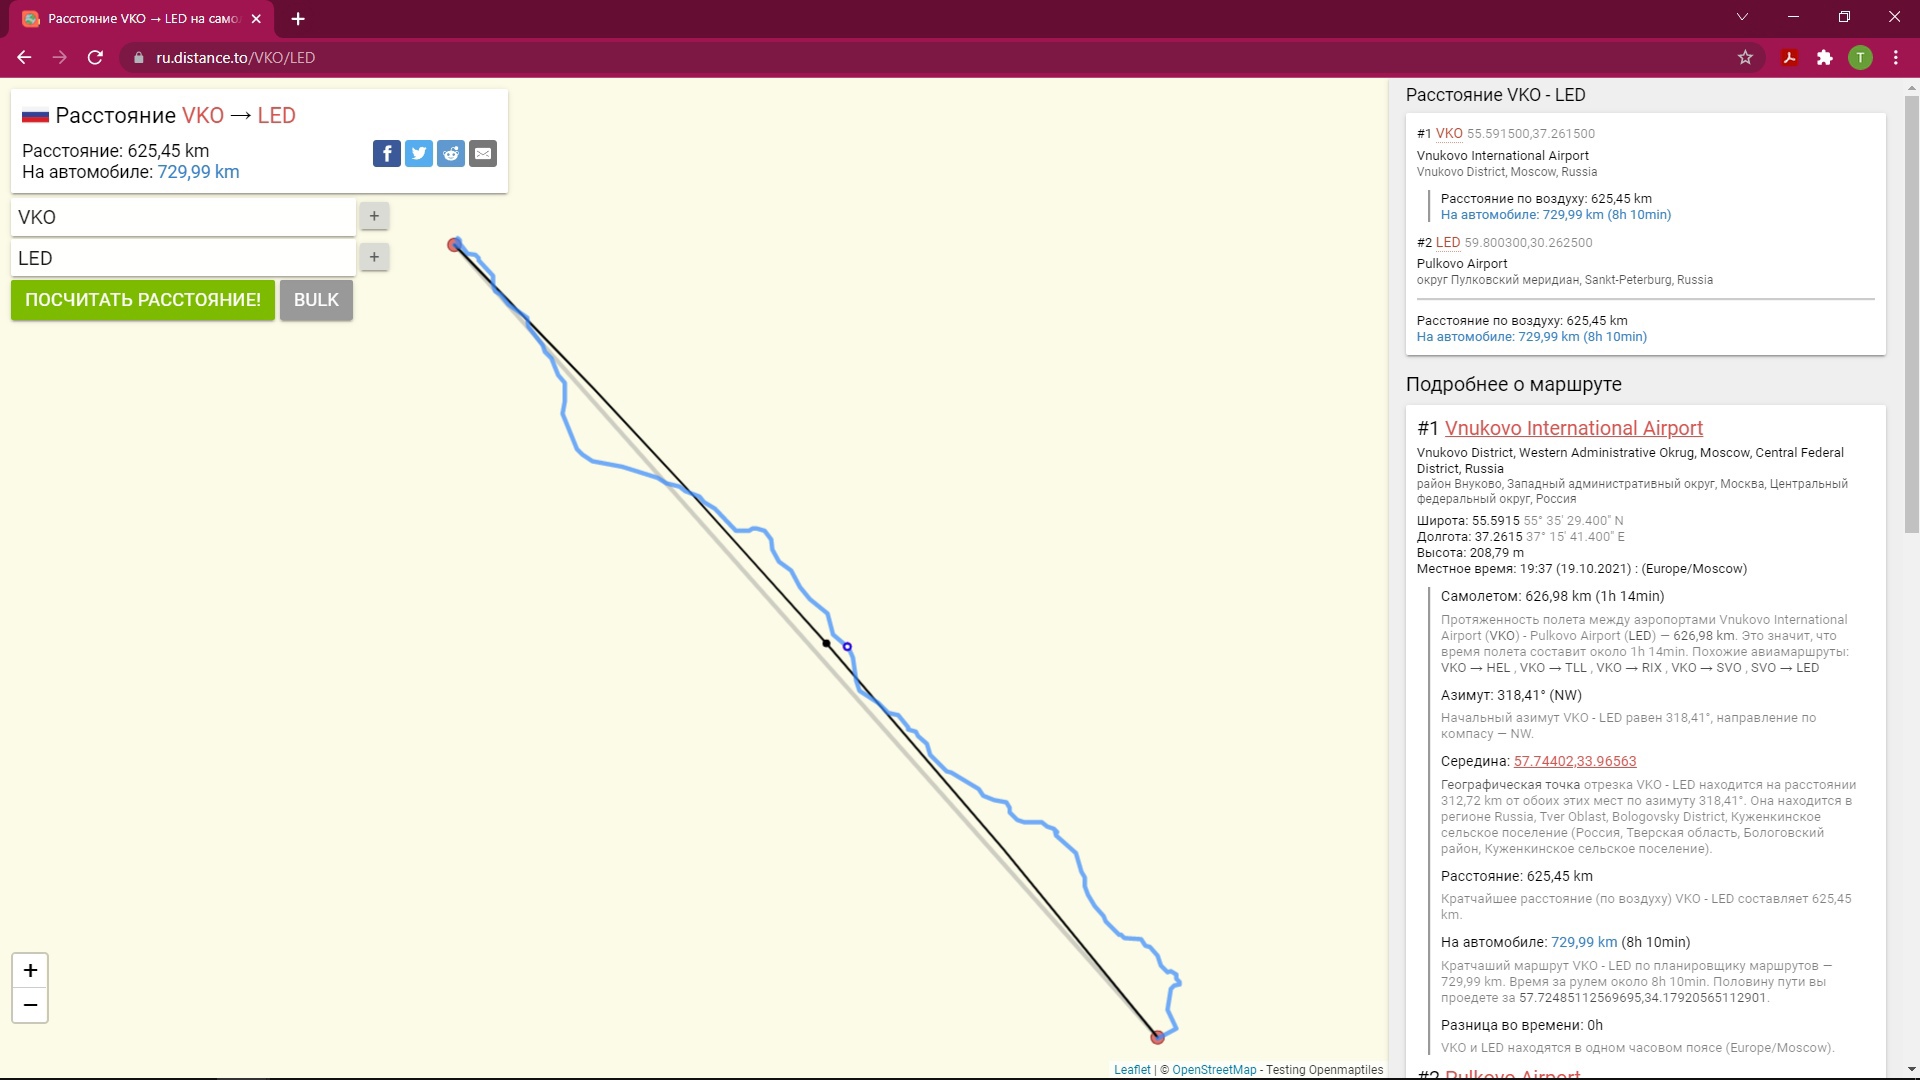 Расстояние VKO → LED на само
ru.distance.to/VKO/LED
T
Расстояние VKO → LED
Расстояние: 625,45 km
На автомобиле: 729,99 km
VKO
+
LED
+
ПОСЧИТАТЬ РАССТОЯНИЕ!
BULK
+
−
Leaflet | © OpenStreetMap - Testing Openmaptiles
Расстояние VKO - LED
#1 VKO 55.591500,37.261500
Vnukovo International Airport
Vnukovo District, Moscow, Russia
Расстояние по воздуху: 625,45 km
На автомобиле: 729,99 km (8h 10min)
#2 LED 59.800300,30.262500
Pulkovo Airport
округ Пулковский меридиан, Sankt-Peterburg, Russia
Расстояние по воздуху: 625,45 km
На автомобиле: 729,99 km (8h 10min)
Подробнее о маршруте
#1 Vnukovo International Airport
Vnukovo District, Western Administrative Okrug, Moscow, Central Federal
District, Russia
район Внуково, Западный административный округ, Москва, Центральный
федеральный округ, Россия
Широта: 55.5915 55° 35' 29.400" N
Долгота: 37.2615 37° 15' 41.400" E
Высота: 208,79 m
Местное время: 19:37 (19.10.2021) : (Europe/Moscow)
Самолетом: 626,98 km (1h 14min)
Протяженность полета между аэропортами Vnukovo International
Airport (VKO) - Pulkovo Airport (LED) — 626,98 km. Это значит, что
время полета составит около 1h 14min. Похожие авиамаршруты:
VKO → HEL , VKO → TLL , VKO → RIX , VKO → SVO , SVO → LED
Азимут: 318,41° (NW)
Начальный азимут VKO - LED равен 318,41°, направление по
компасу — NW.
Середина: 57.74402,33.96563
Географическая точка отрезка VKO - LED находится на расстоянии
312,72 km от обоих этих мест по азимуту 318,41°. Она находится в
регионе Russia, Tver Oblast, Bologovsky District, Куженкинское
сельское поселение (Россия, Тверская область, Бологовский
район, Куженкинское сельское поселение).
Расстояние: 625,45 km
Кратчайшее расстояние (по воздуху) VKO - LED составляет 625,45
km.
На автомобиле: 729,99 km (8h 10min)
Кратчаший маршрут VKO - LED по планировщику маршрутов —
729,99 km. Время за рулем около 8h 10min. Половину пути вы
проедете за 57.72485112569695,34.17920565112901.
Разница во времени: 0h
VKO и LED находятся в одном часовом поясе (Europe/Moscow).
#2 Pulkovo Airport